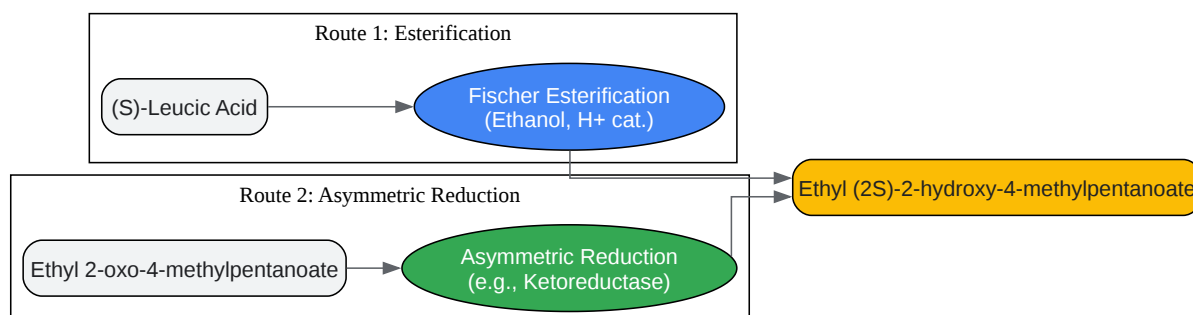 Route 1: Esterification
(S)-Leucic Acid
Fischer Esterification
(Ethanol, H+ cat.)
Ethyl (2S)-2-hydroxy-4-methylpentanoate
Route 2: Asymmetric Reduction
Ethyl 2-oxo-4-methylpentanoate
Asymmetric Reduction
(e.g., Ketoreductase)